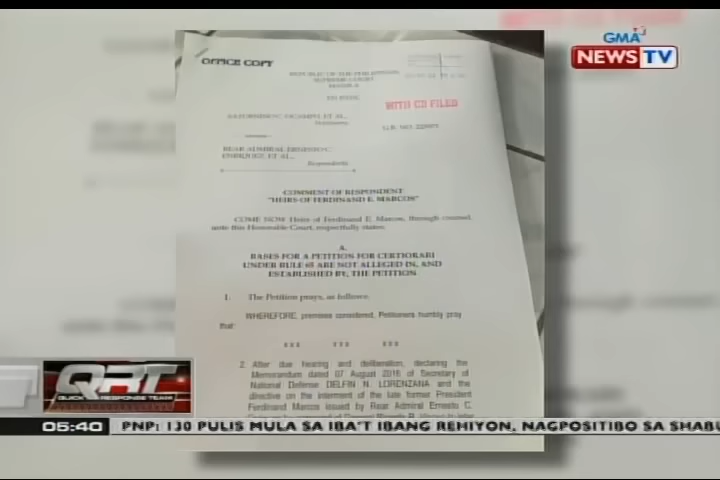 GMA
NEWS TV
OFFICE COPY
REPUBLIC OF THE PHILIPPINES
SUPREME COURT
MANILA
EN BANC
WITH CD FILED
ET AL.,
Petitioners
G.R. NO.
REAR ADMIRAL ERNESTO C.
ENRIQUEZ, ET AL.,
Respondents
COMMENT OF RESPONDENT
"HEIRS OF FERDINAND E. MARCOS"
COME NOW Heirs of Ferdinand E. Marcos, through counsel,
unto this Honorable Court, respectfully states:
A.
BASES FOR A PETITION FOR CERTIORARI
UNDER RULE 65 ARE NOT ALLEGED IN, AND
ESTABLISHED BY, THE PETITION
1. The Petition prays, as follows:
WHEREFORE, premises considered, Petitioners humbly pray
that:
xxx xxx xxx
2. After due hearing and deliberation, declaring the
Memorandum dated 07 August 2016 of Secretary of
National Defense DELFIN N. LORENZANA and the
directive on the interment of the late former President
Ferdinand Marcos issued by Rear Admiral Ernesto C.
QRT
QUICK RESPONSE TEAM
05:40 PNP: 130 PULIS MULA SA IBA'T IBANG REHIYON, NAGPOSITIBO SA SHABU